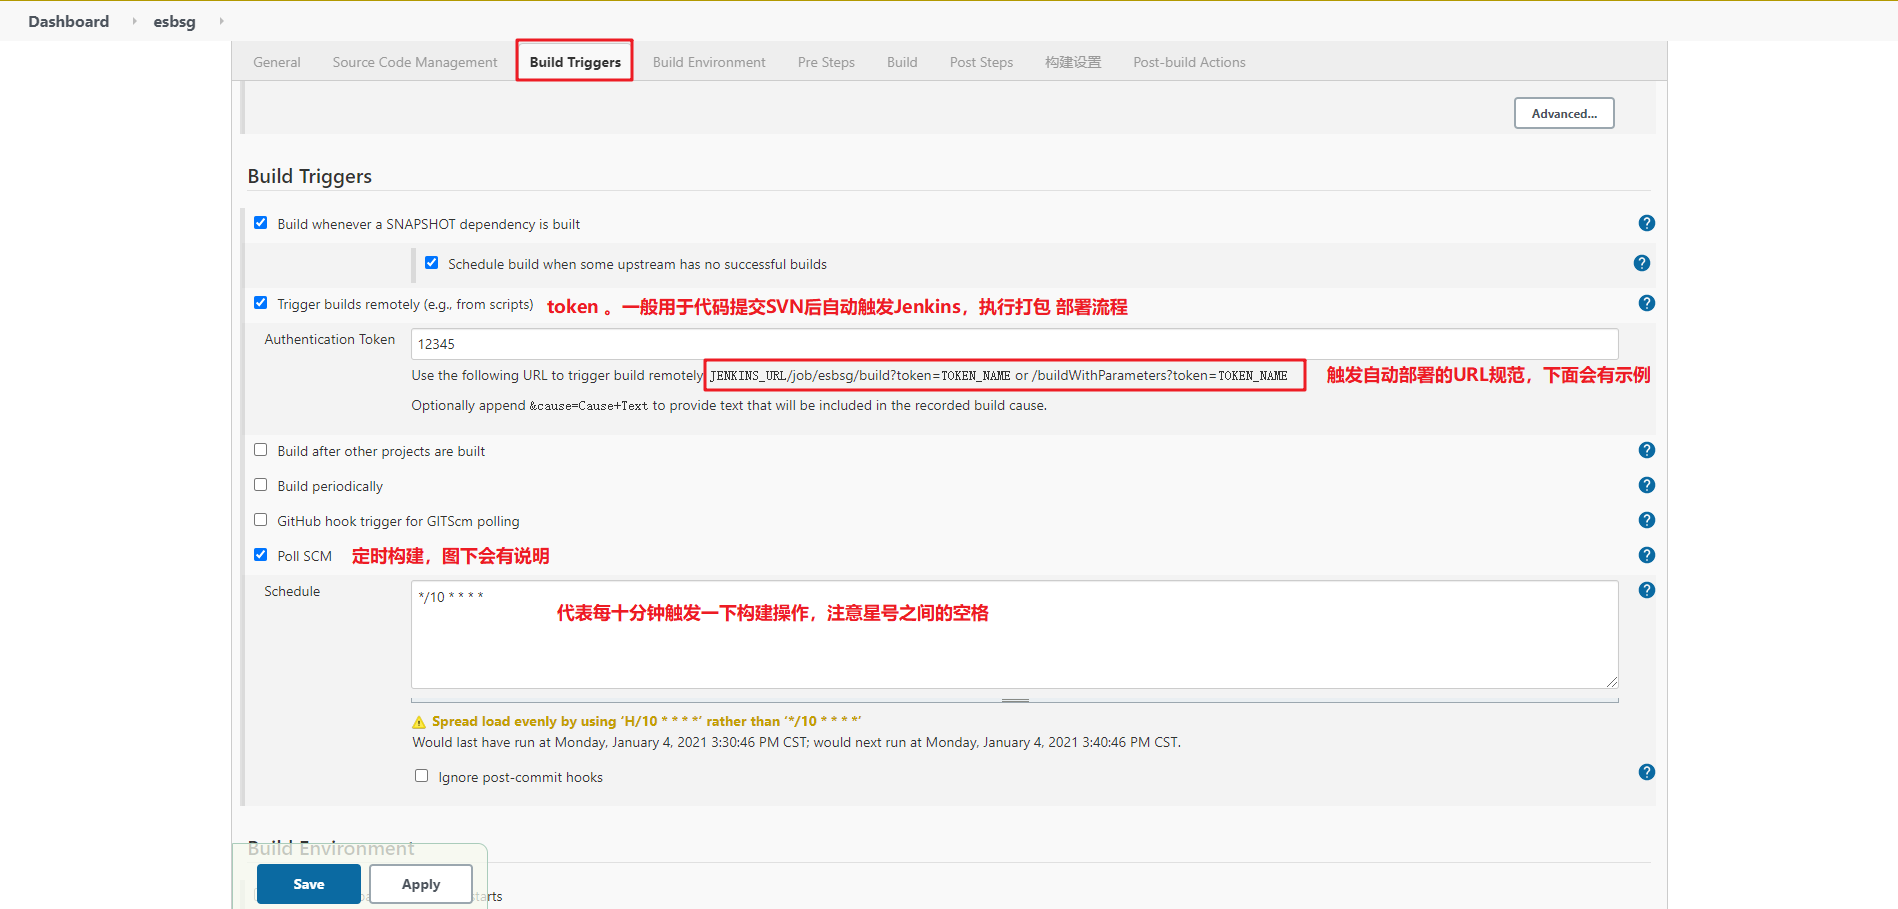 Dashboard esbsg
General Source Code Management Build Triggers Build Environment Pre Steps Build Post Steps 构建设置 Post-build Actions
Advanced...
Build Triggers
Build whenever a SNAPSHOT dependency is built
Schedule build when some upstream has no successful builds
Trigger builds remotely (e.g., from scripts) token 。一般用于代码提交SVN后自动触发Jenkins，执行打包 部署流程
Authentication Token 12345
Use the following URL to trigger build remotely JENKINS_URL/job/esbsg/build?token=TOKEN_NAME or /buildWithParameters?token=TOKEN_NAME 触发自动部署的URL规范，下面会有示例
Optionally append &cause=Cause+Text to provide text that will be included in the recorded build cause.
Build after other projects are built
Build periodically
GitHub hook trigger for GITScm polling
Poll SCM 定时构建，图下会有说明
Schedule */10 * * * *
代表每十分钟触发一下构建操作，注意星号之间的空格
Spread load evenly by using ‘H/10 * * * *’ rather than ‘*/10 * * * *’
Would last have run at Monday, January 4, 2021 3:30:46 PM CST; would next run at Monday, January 4, 2021 3:40:46 PM CST.
Ignore post-commit hooks
Build Environment
Save Apply